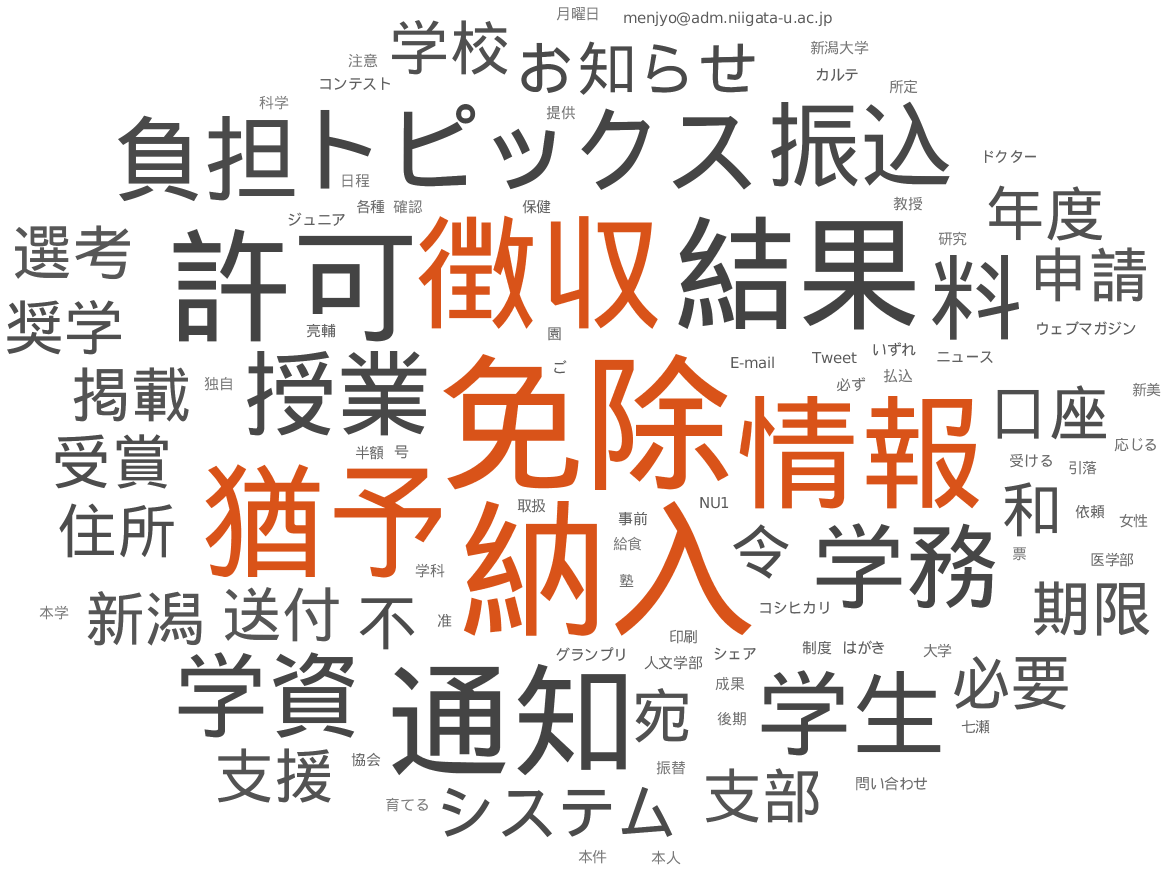 月曜日
menjyo@adm.niigata-u.ac.jp
学校
お知らせ
新潟大学
注意
コンテスト
カルテ
所定
科学
提供
負担
トピックス
振込
日程
ドクター
各種
確認
保健
教授
ジュニア
年度
選考
許可
徴収
結果
研究
料
申請
奨学
亮輔
園
ウェブマガジン
ご
E-mail
Tweet
いずれ
ニュース
掲載
独自
授業
免除
必ず
払込
情報
口座
新美
受賞
半額
号
応じる
受ける
引落
住所
猶予
取扱
納入
事前
NU1
給食
令
学務
和
依頼
女性
票
医学部
学科
塾
本学
新潟
送付
不
准
コシヒカリ
期限
印刷
グランプリ
人文学部
シェア
制度
はがき
大学
学資
通知
宛
成果
後期
学生
必要
七瀬
支援
協会
振替
支部
問い合わせ
育てる
システム
本件
本人